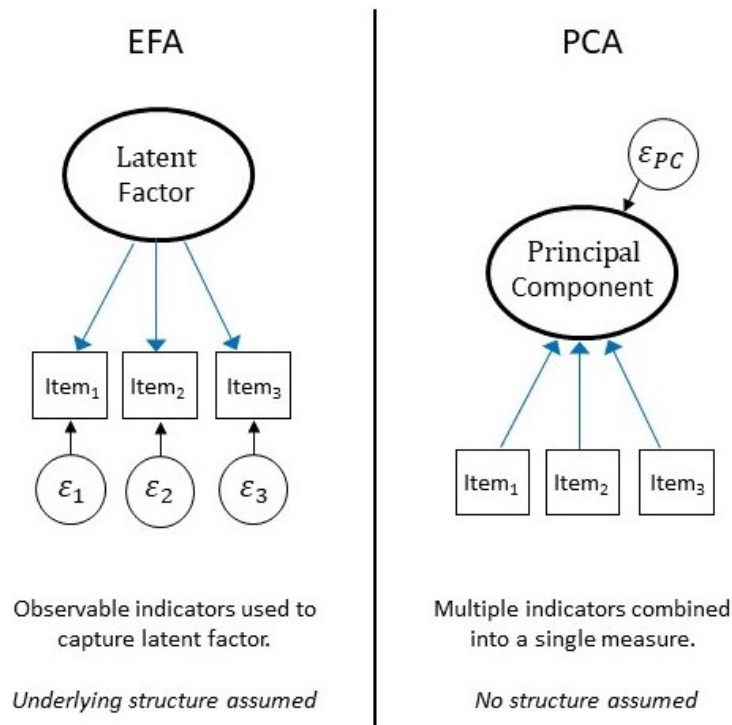 EFA
Latent
Factor
Item₁ Item₂ Item₃
ε₁ ε₂ ε₃
Observable indicators used to
capture latent factor.
Underlying structure assumed
PCA
ε_PC
Principal
Component
Item₁ Item₂ Item₃
Multiple indicators combined
into a single measure.
No structure assumed